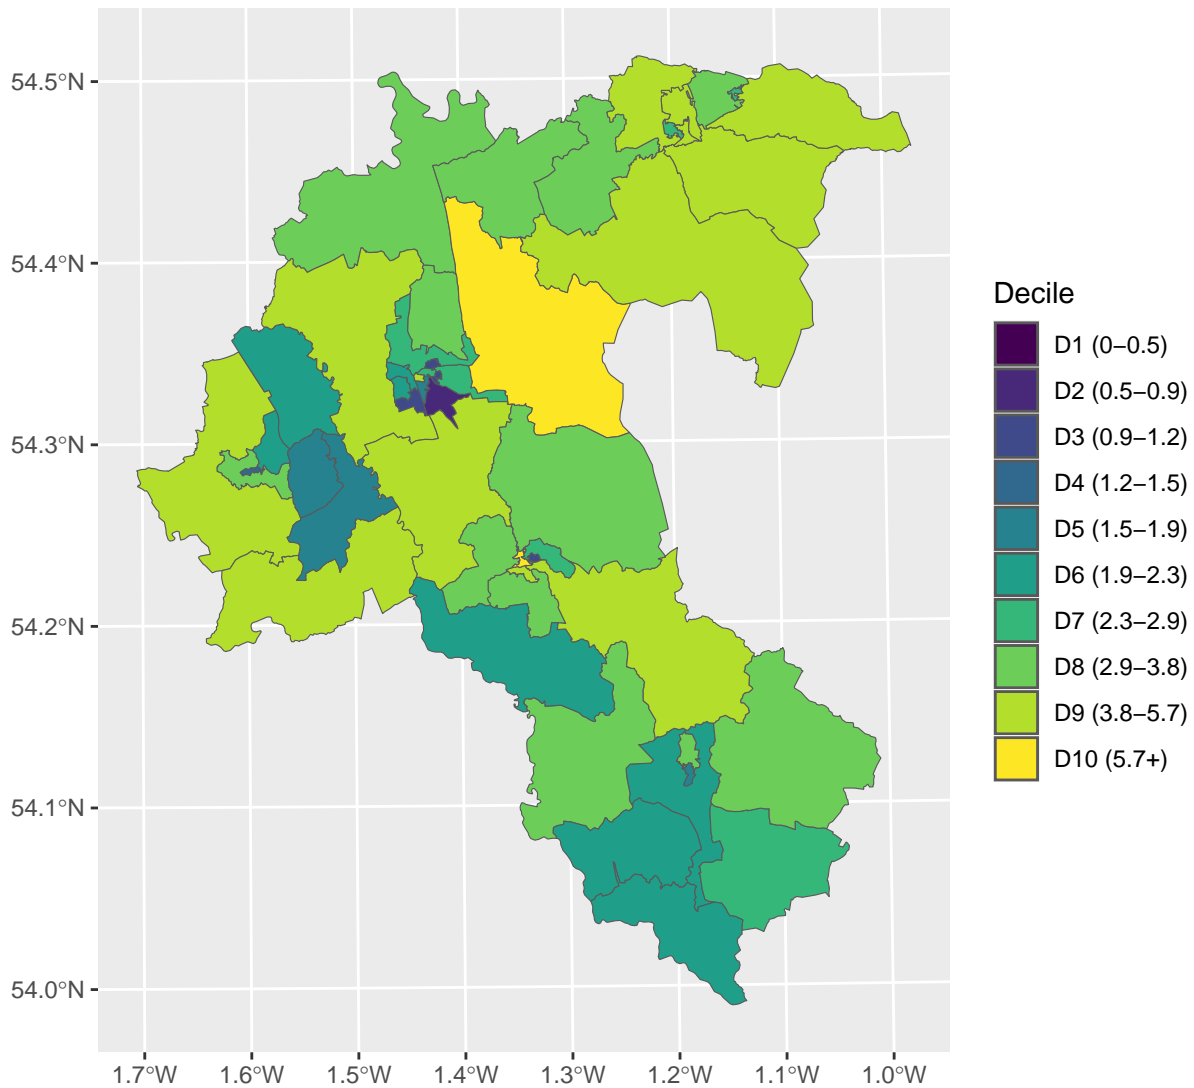 54.5°N
54.4°N
54.3°N
54.2°N
54.1°N
54.0°N
1.7°W 1.6°W 1.5°W 1.4°W 1.3°W 1.2°W 1.1°W 1.0°W
Decile
D1 (0–0.5)
D2 (0.5–0.9)
D3 (0.9–1.2)
D4 (1.2–1.5)
D5 (1.5–1.9)
D6 (1.9–2.3)
D7 (2.3–2.9)
D8 (2.9–3.8)
D9 (3.8–5.7)
D10 (5.7+)